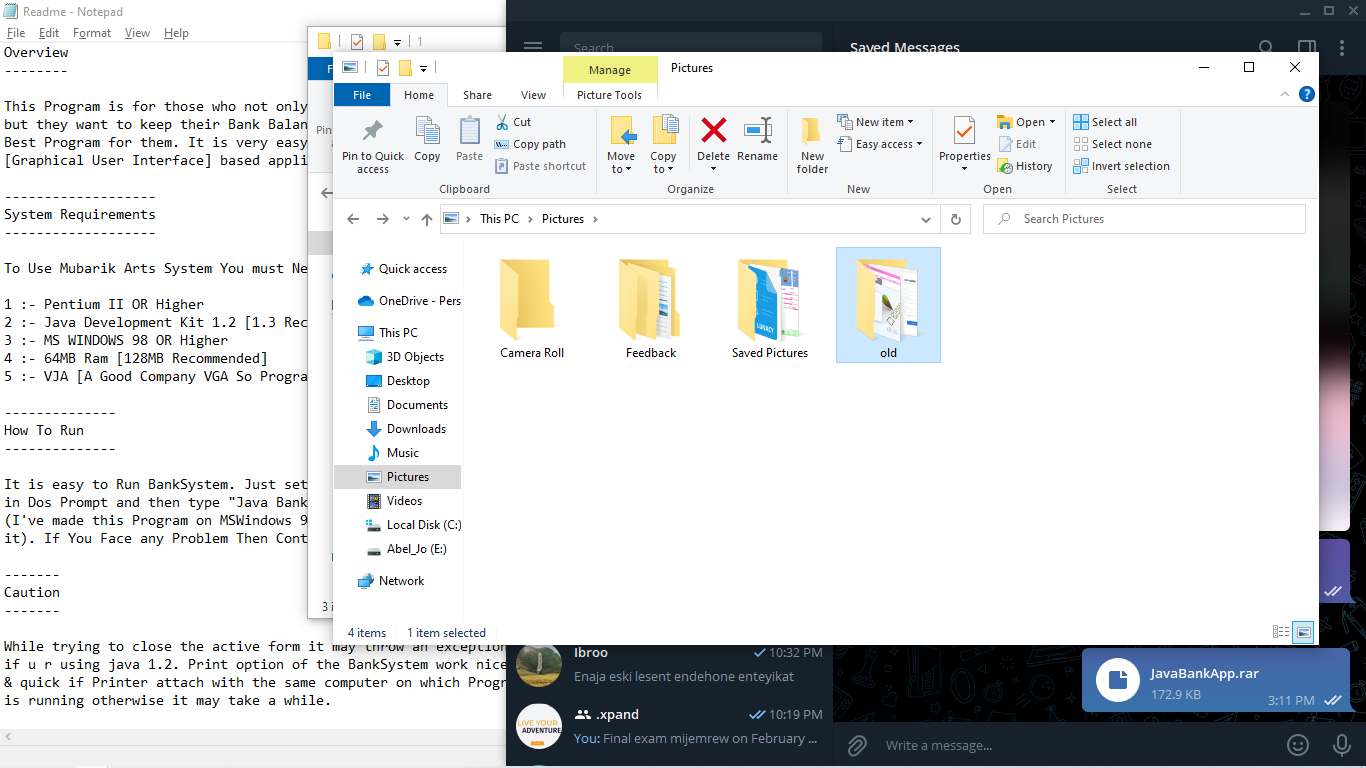 Readme - Notepad
File Edit Format View Help
Overview
--------
This Program is for those who not only
but they want to keep their Bank Balan
Best Program for them. It is very easy
[Graphical User Interface] based appli
-------------------
System Requirements
-------------------
To Use Mubarik Arts System You must Ne
1 :- Pentium II OR Higher
2 :- Java Development Kit 1.2 [1.3 Rec
3 :- MS WINDOWS 98 OR Higher
4 :- 64MB Ram [128MB Recommended]
5 :- VJA [A Good Company VGA So Progra
--------------
How To Run
--------------
It is easy to Run BankSystem. Just set
in Dos Prompt and then type "Java Bank
(I've made this Program on MSWindows 9
it). If You Face any Problem Then Cont
-------
Caution
-------
While trying to close the active form it may throw an exception
if u r using java 1.2. Print option of the BankSystem work nice
& quick if Printer attach with the same computer on which Progr
is running otherwise it may take a while.
1
F
Pin
3 i
Manage
Pictures
File Home Share View Picture Tools
Pin to Quick access
Copy
Paste
Cut
Copy path
Paste shortcut
Clipboard
Move to
Copy to
Delete
Rename
Organize
New folder
New item
Easy access
New
Properties
Open
Edit
History
Open
Select all
Select none
Invert selection
Select
This PC Pictures
Search Pictures
Quick access
OneDrive - Pers
This PC
3D Objects
Desktop
Documents
Downloads
Music
Pictures
Videos
Local Disk (C:)
Abel_Jo (E:)
Network
Camera Roll
Feedback
Saved Pictures
LUNACY
old
4 items 1 item selected
Search
Saved Messages
Ibroo 10:32 PM
Enaja eski lesent endehone enteyikat
LIVE YOUR
ADVENTURE
.xpand 10:19 PM
You: Final exam mijemrew on February ...
JavaBankApp.rar
172.9 KB
3:11 PM
Write a message...